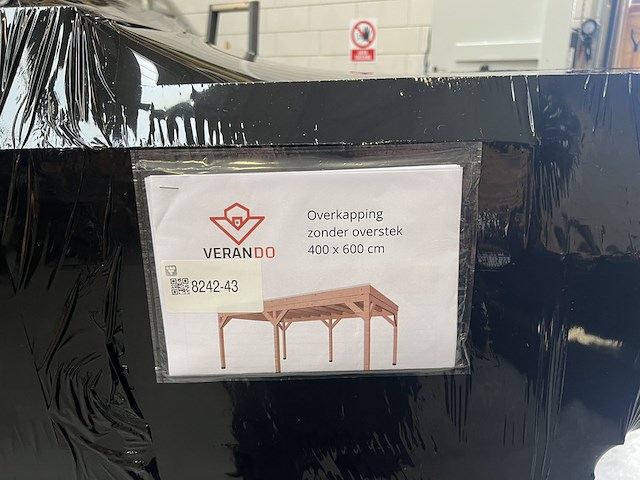 VERANDO
Overkapping
zonder overstek
400 x 600 cm
8242-43